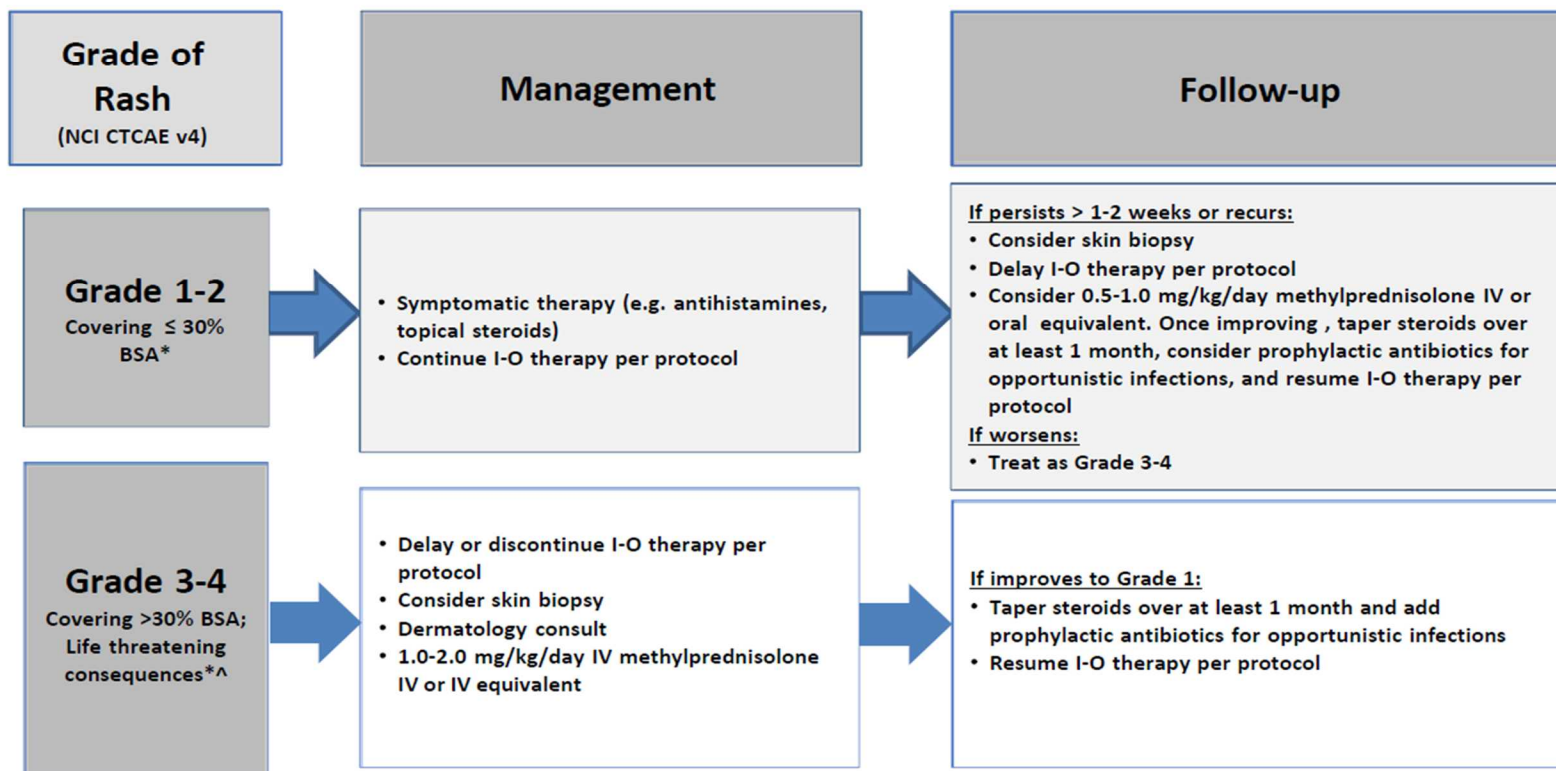 Grade of
Rash
(NCI CTCAE v4)
Management
Follow-up
Grade 1-2
Covering ≤ 30%
BSA*
• Symptomatic therapy (e.g. antihistamines,
topical steroids)
• Continue I-O therapy per protocol
If persists > 1-2 weeks or recurs:
• Consider skin biopsy
• Delay I-O therapy per protocol
• Consider 0.5-1.0 mg/kg/day methylprednisolone IV or
oral equivalent. Once improving , taper steroids over
at least 1 month, consider prophylactic antibiotics for
opportunistic infections, and resume I-O therapy per
protocol
If worsens:
• Treat as Grade 3-4
Grade 3-4
Covering >30% BSA;
Life threatening
consequences*^
• Delay or discontinue I-O therapy per
protocol
• Consider skin biopsy
• Dermatology consult
• 1.0-2.0 mg/kg/day IV methylprednisolone
IV or IV equivalent
If improves to Grade 1:
• Taper steroids over at least 1 month and add
prophylactic antibiotics for opportunistic infections
• Resume I-O therapy per protocol